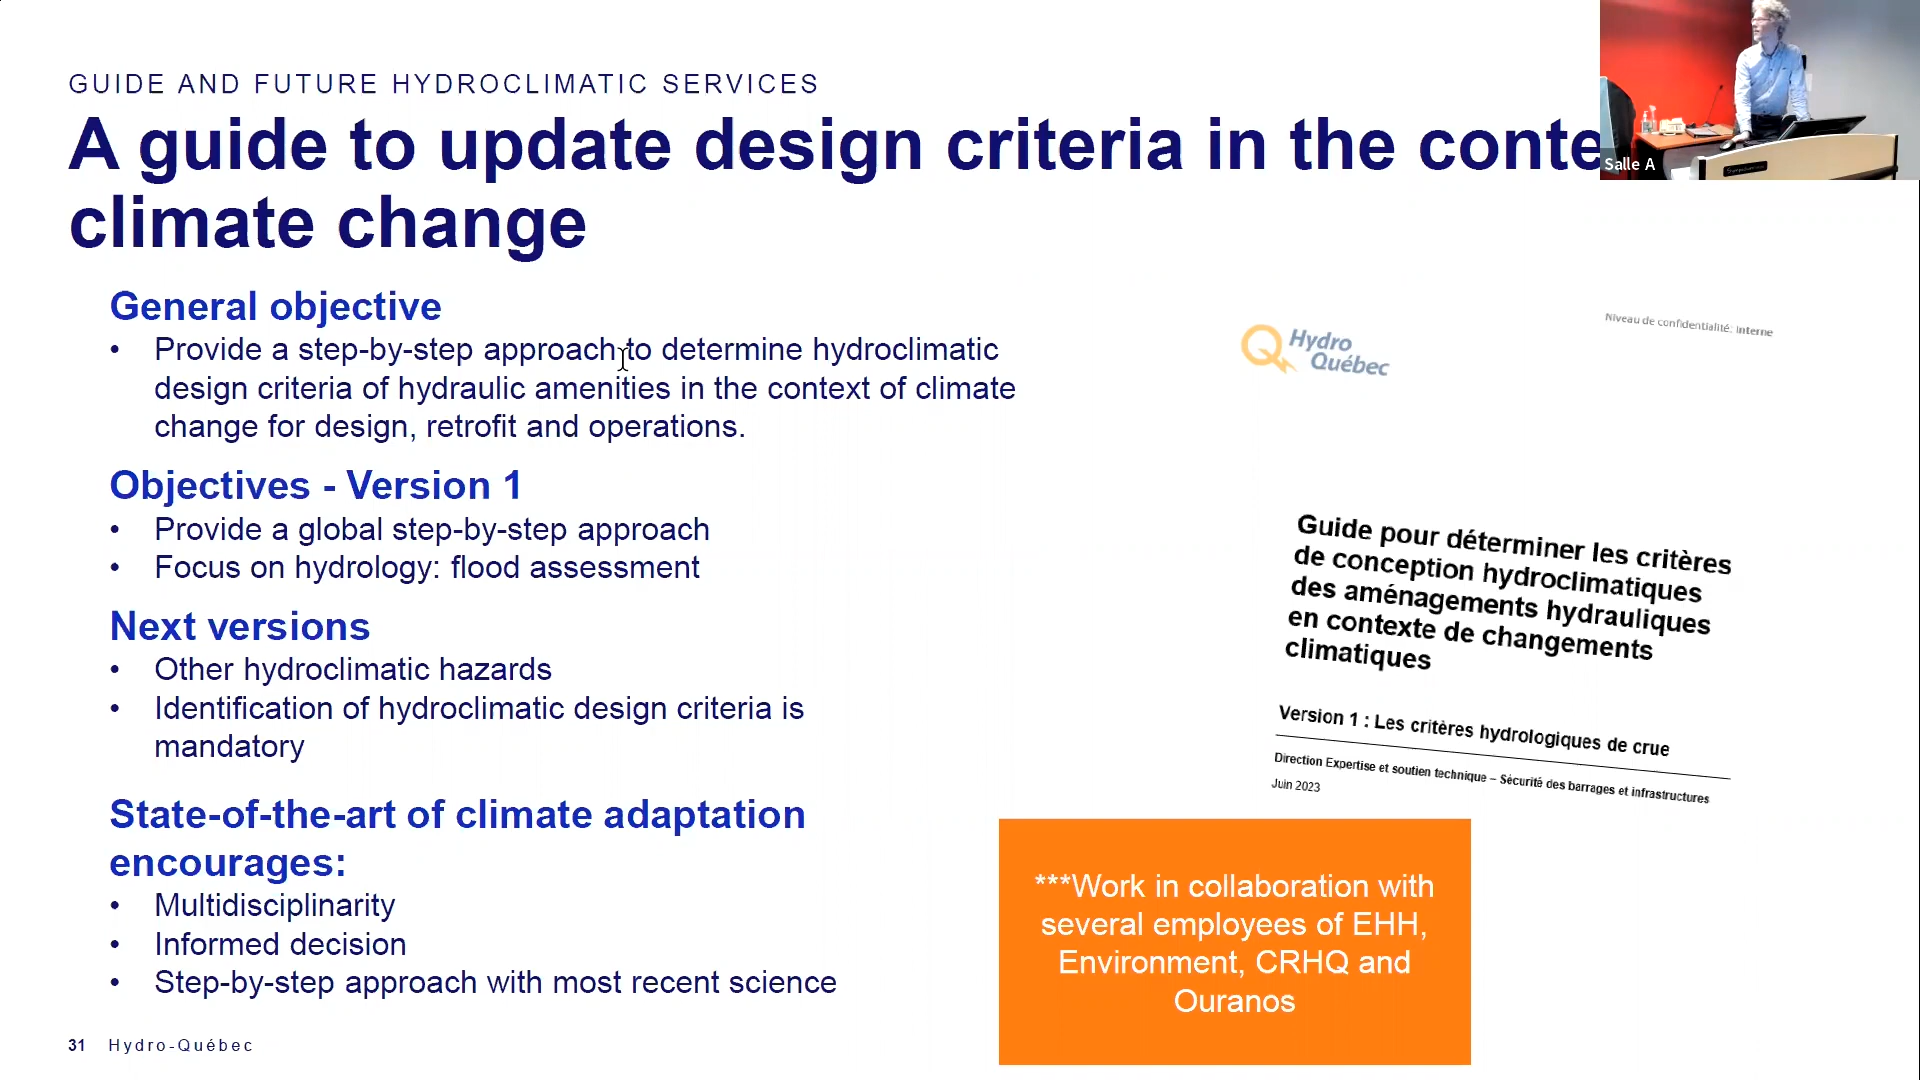 GUIDE AND FUTURE HYDROCLIMATIC SERVICES
A guide to update design criteria in the conte
climate change
Salle A
General objective
• Provide a step-by-step approach to determine hydroclimatic
design criteria of hydraulic amenities in the context of climate
change for design, retrofit and operations.
Objectives - Version 1
• Provide a global step-by-step approach
• Focus on hydrology: flood assessment
Next versions
• Other hydroclimatic hazards
• Identification of hydroclimatic design criteria is
mandatory
State-of-the-art of climate adaptation
encourages:
• Multidisciplinarity
• Informed decision
• Step-by-step approach with most recent science
Niveau de confidentialité: Interne
Hydro
Québec
Guide pour déterminer les critères
de conception hydroclimatiques
des aménagements hydrauliques
en contexte de changements
climatiques
Version 1 : Les critères hydrologiques de crue
Direction Expertise et soutien technique – Sécurité des barrages et infrastructures
Juin 2023
***Work in collaboration with
several employees of EHH,
Environment, CRHQ and
Ouranos
31 Hydro-Québec